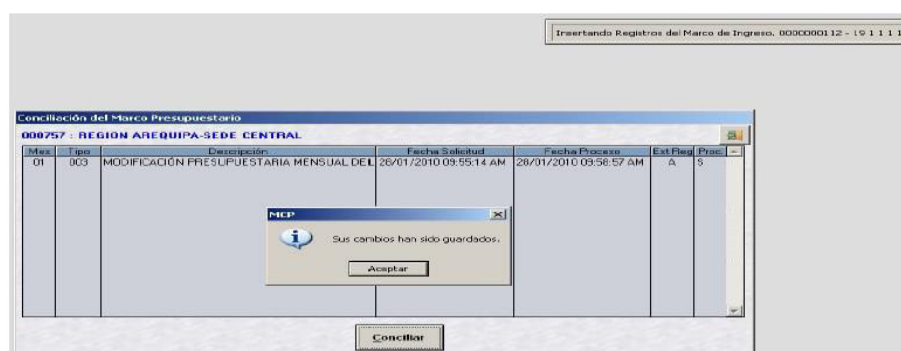 Insertando Registros del Marco de Ingreso. 0000000112 - 19 1 1 1 1
Conciliación del Marco Presupuestario
000757 : REGION AREQUIPA-SEDE CENTRAL
Mes Tipo Descripción Fecha Solicitud Fecha Proceso Est Reg Proc.
01 003 MODIFICACIÓN PRESUPUESTARIA MENSUAL DEL 28/01/2010 09:55:14 AM 28/01/2010 09:58:57 AM A S
MCP
Sus cambios han sido guardados.
Aceptar
Conciliar